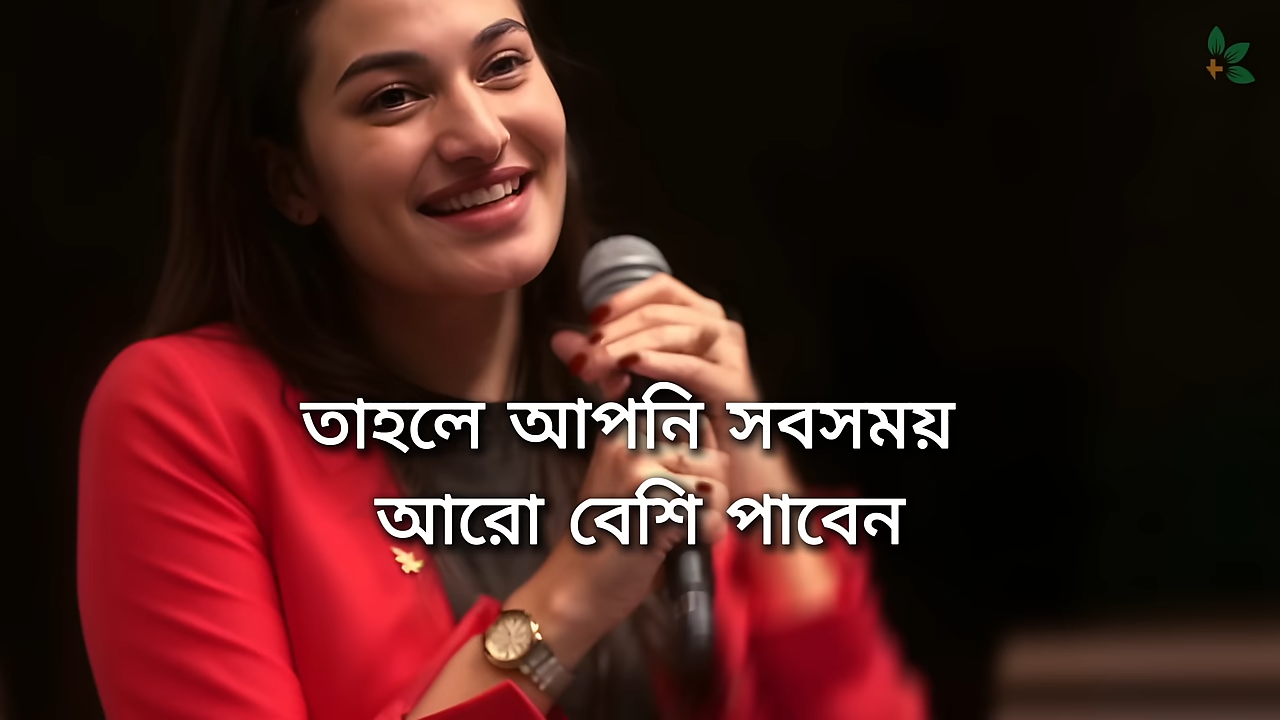 তাহলে আপনি সবসময়
আরো বেশি পাবেন